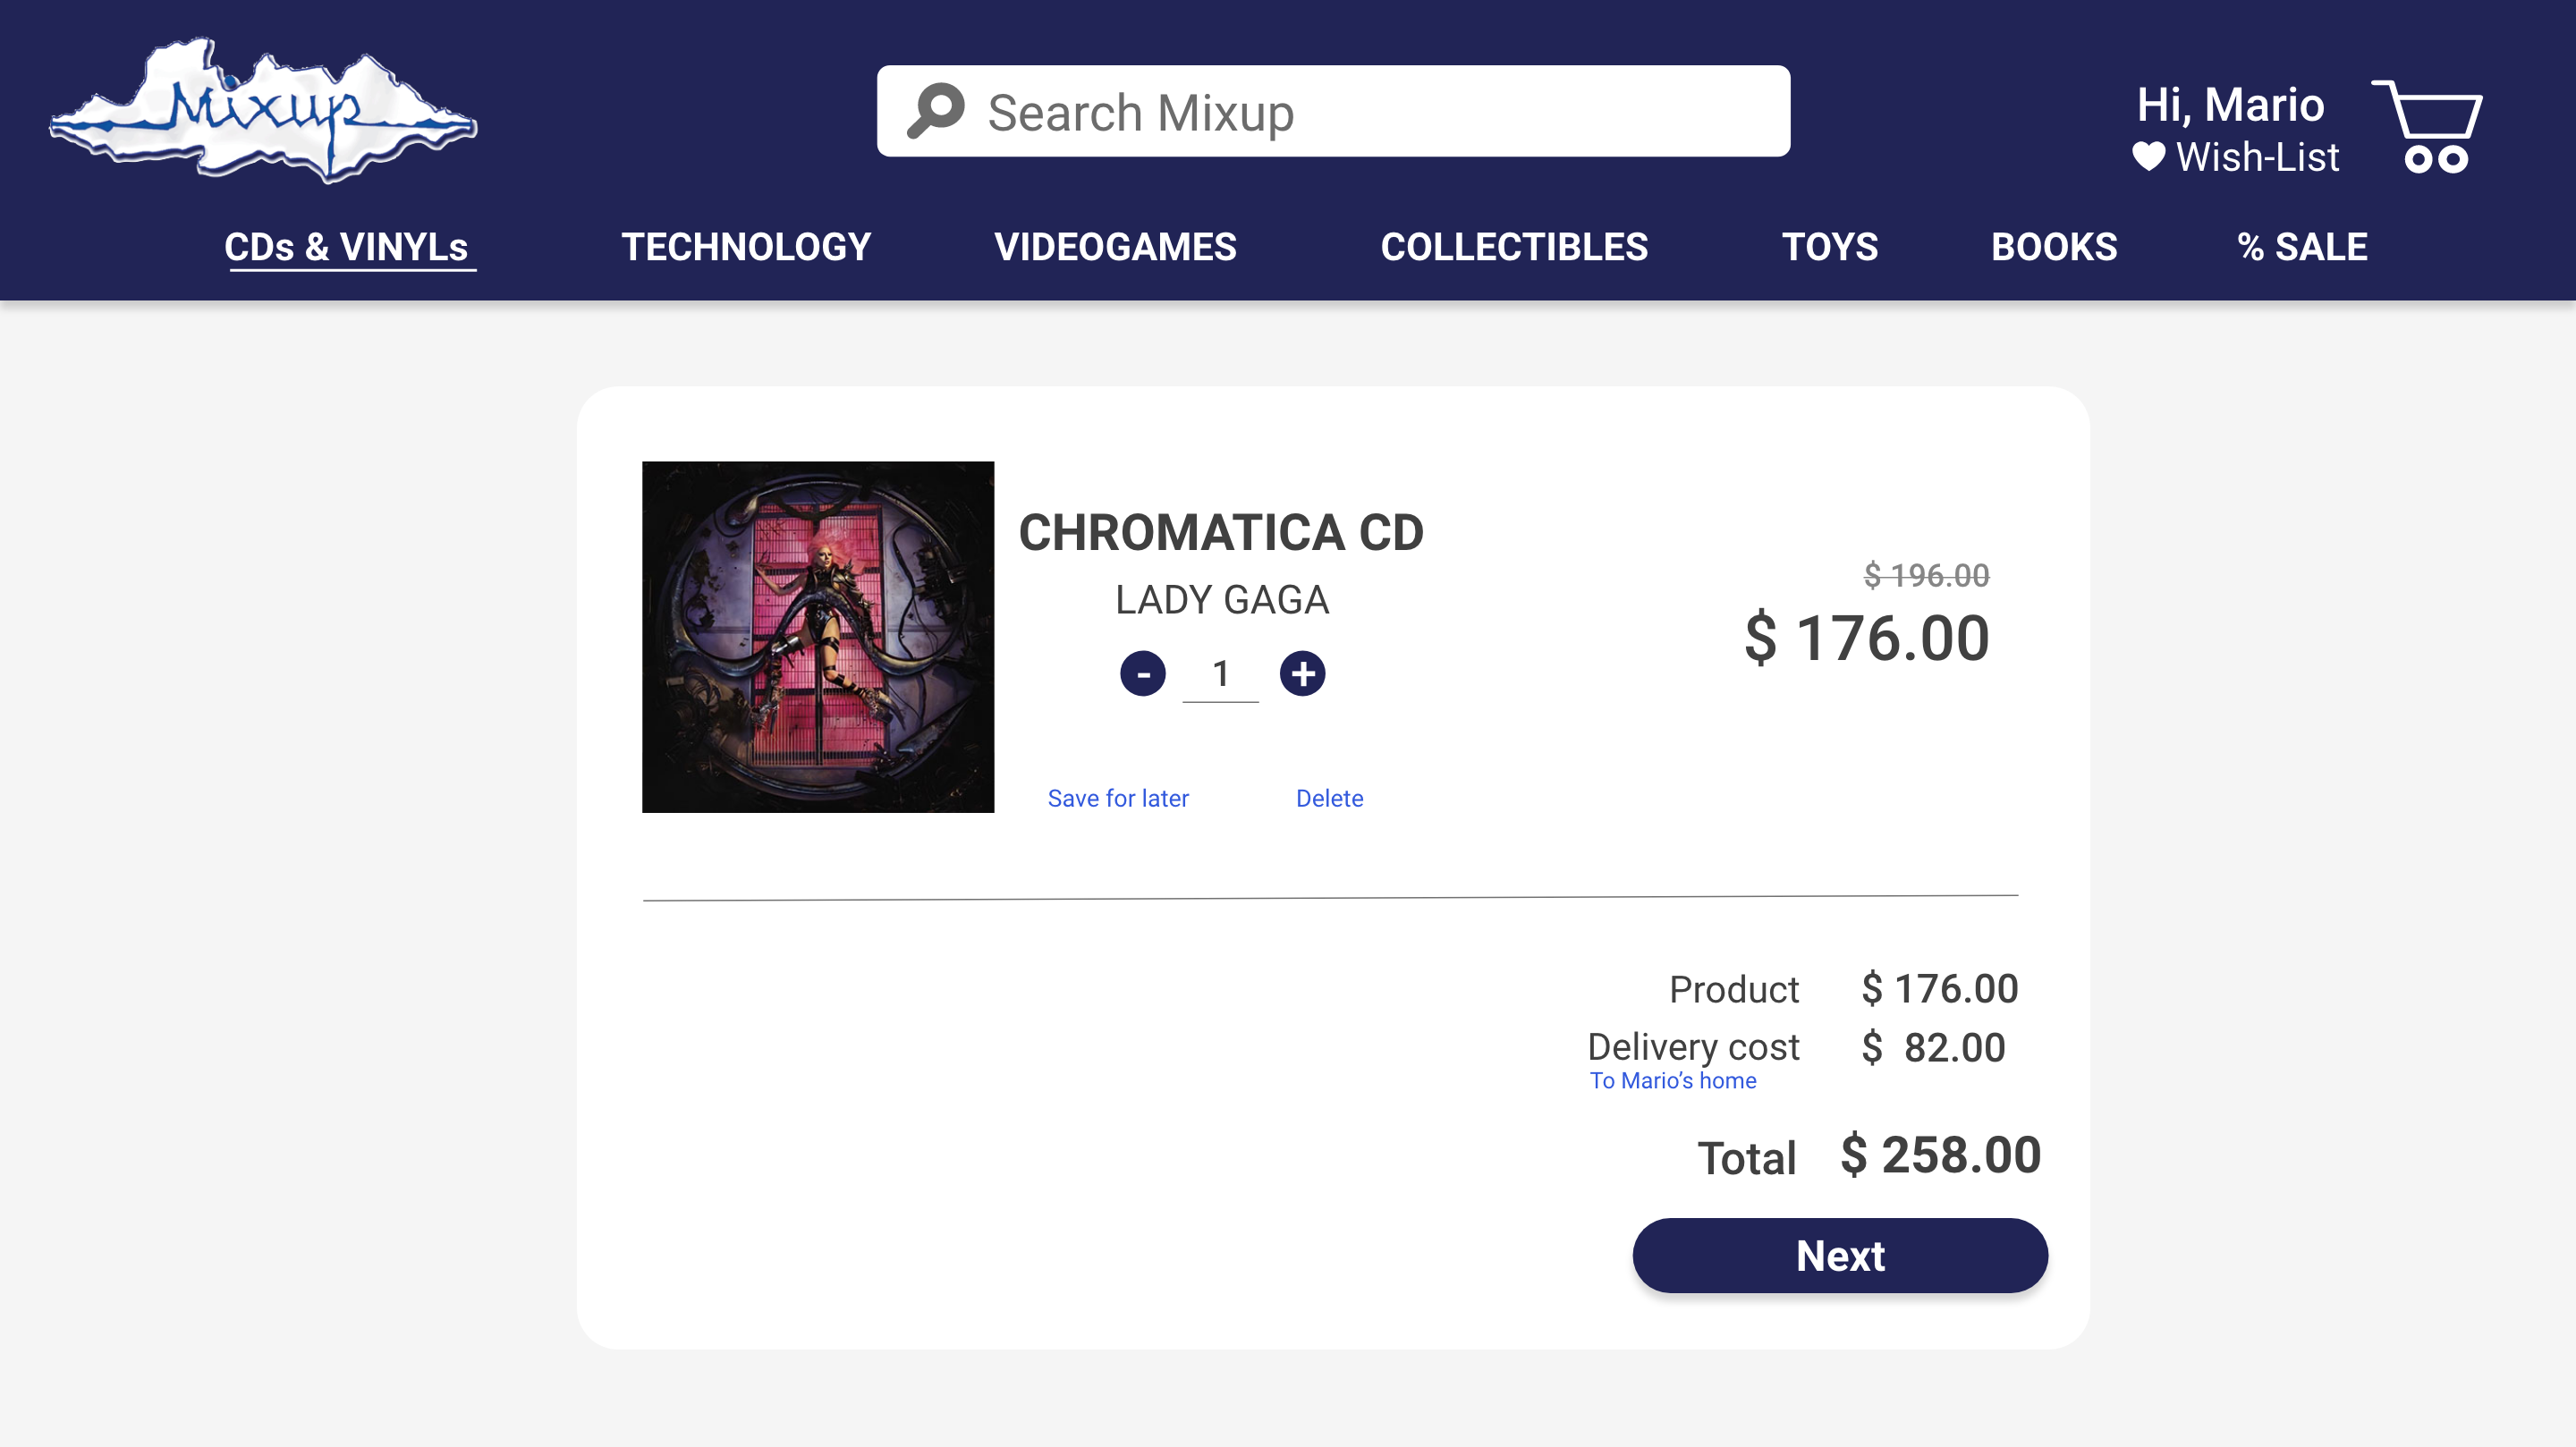 Mixup
Search Mixup
Hi, Mario
Wish-List
CDs & VINYLs TECHNOLOGY VIDEOGAMES COLLECTIBLES TOYS BOOKS % SALE
CHROMATICA CD
LADY GAGA
$ 196.00
$ 176.00
- 1 +
Save for later Delete
Product $ 176.00
Delivery cost $ 82.00
To Mario’s home
Total $ 258.00
Next